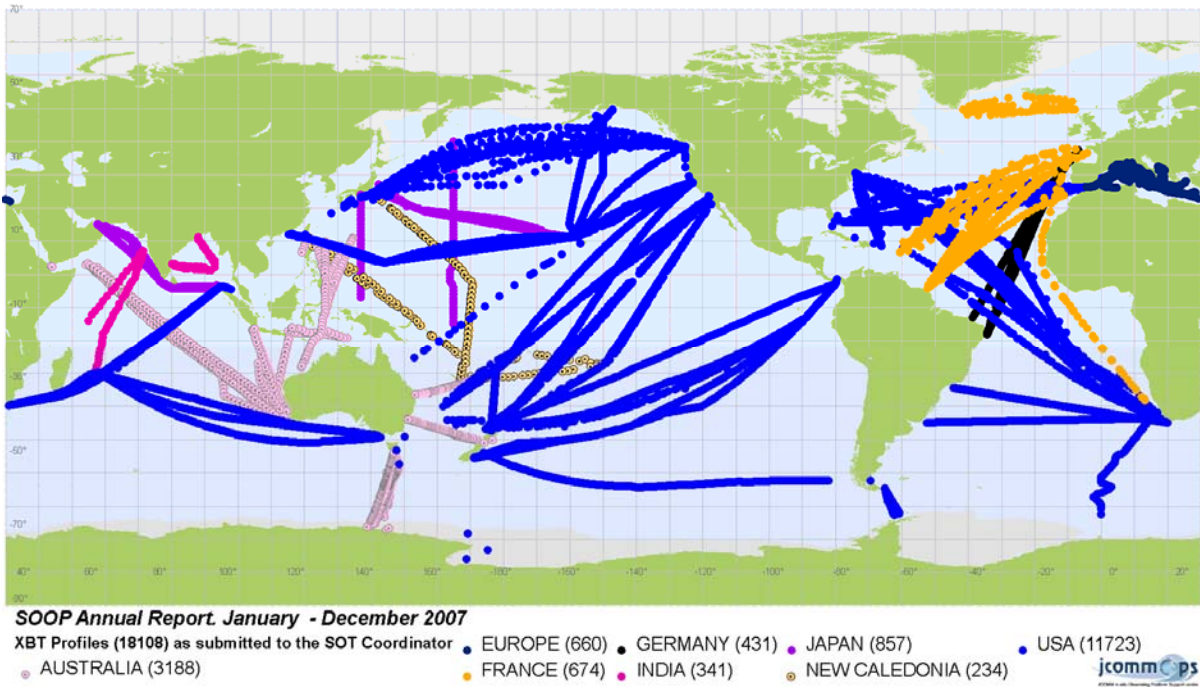 70°
50°
30°
10°
-10°
-30°
-50°
-70°
40° 60° 80° 100° 120° 140° 160° -160° -140° -120° -100° -80° -60° -40° -20° 0° 20°
SOOP Annual Report. January - December 2007
XBT Profiles (18108) as submitted to the SOT Coordinator
EUROPE (660) GERMANY (431) JAPAN (857) USA (11723)
AUSTRALIA (3188) FRANCE (674) INDIA (341) NEW CALEDONIA (234)
jcommops